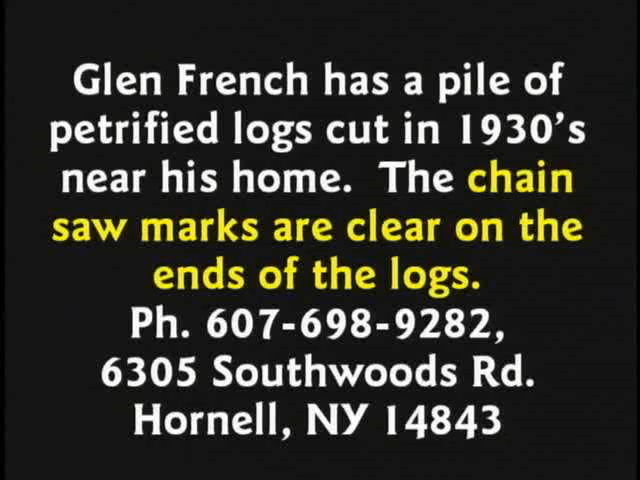 Glen French has a pile of
petrified logs cut in 1930's
near his home.  The chain
saw marks are clear on the
ends of the logs.
Ph. 607-698-9282,
6305 Southwoods Rd.
Hornell, NY 14843